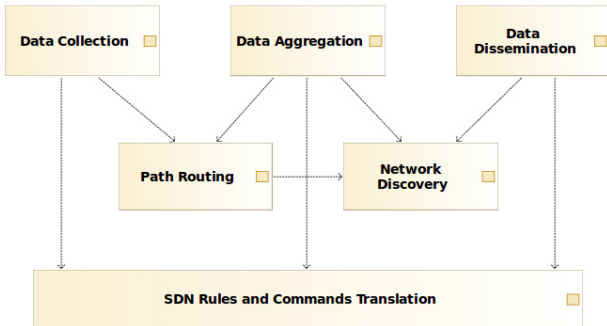 Data Collection
Data Aggregation
Data
Dissemination
Path Routing
Network
Discovery
SDN Rules and Commands Translation